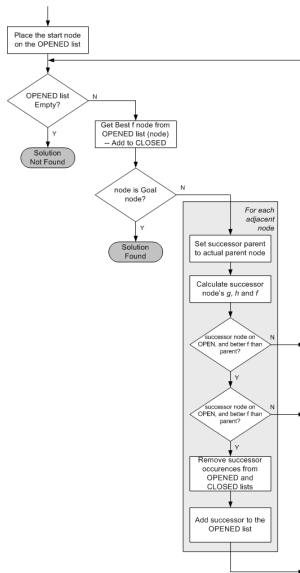 Place the start node
on the OPENED list
OPENED list
Empty?
N
Y
Solution
Not Found
Get Best f node from
OPENED list (node)
-- Add to CLOSED
node is Goal
node?
N
Y
Solution
Found
For each
adjacent
node
Set successor parent
to actual parent node
Calculate successor
node's g, h and f
successor node on
OPEN, and better f than
parent?
N
Y
successor node on
OPEN, and better f than
parent?
N
Y
Remove successor
occurences from
OPENED and
CLOSED lists
Add successor to the
OPENED list